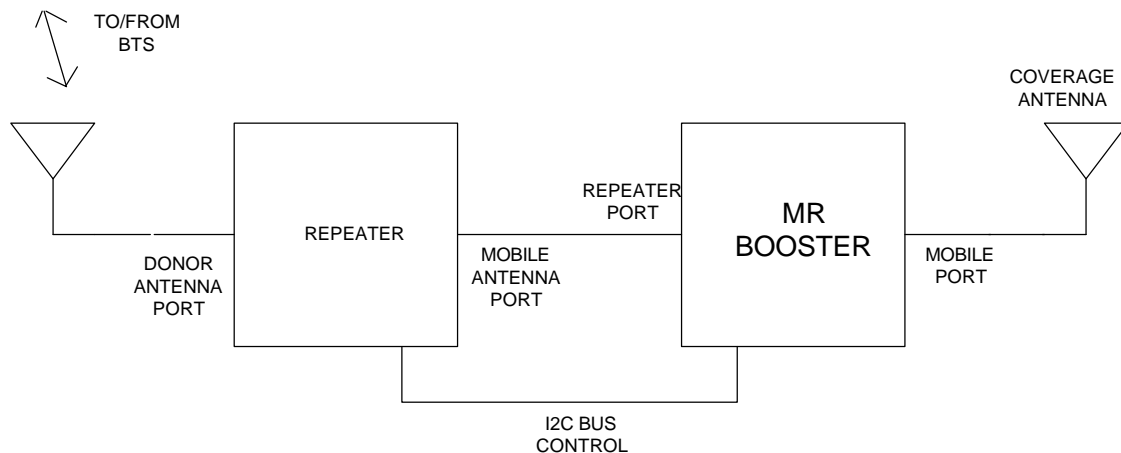 TO/FROM
BTS
COVERAGE
ANTENNA
REPEATER
PORT
MR
BOOSTER
REPEATER
DONOR
ANTENNA
PORT
MOBILE
ANTENNA
PORT
MOBILE
PORT
I2C BUS
CONTROL